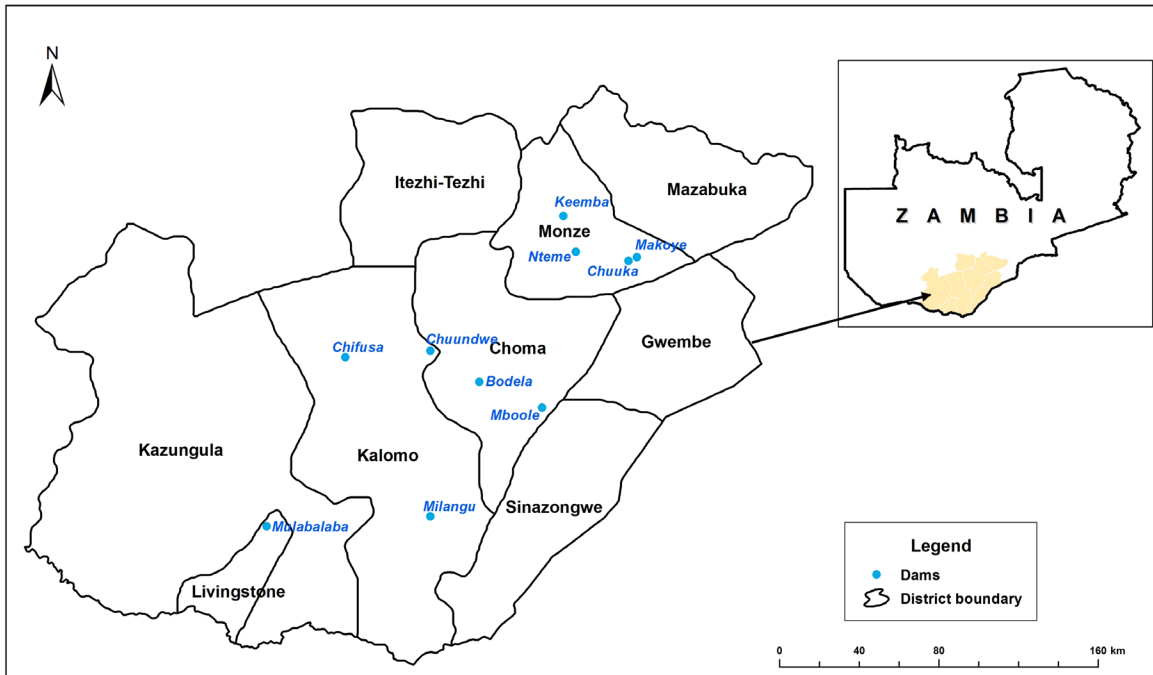 N
Itezhi-Tezhi
Mazabuka
Keemba
Monze
Nteme
Makoye
Chuuka
Z A M B I A
Chifusa
Chuundwe
Choma
Gwembe
Bodela
Mboole
Kazungula
Kalomo
Sinazongwe
Milangu
Mulabalaba
Livingstone
Legend
Dams
District boundary
0 40 80 160 km